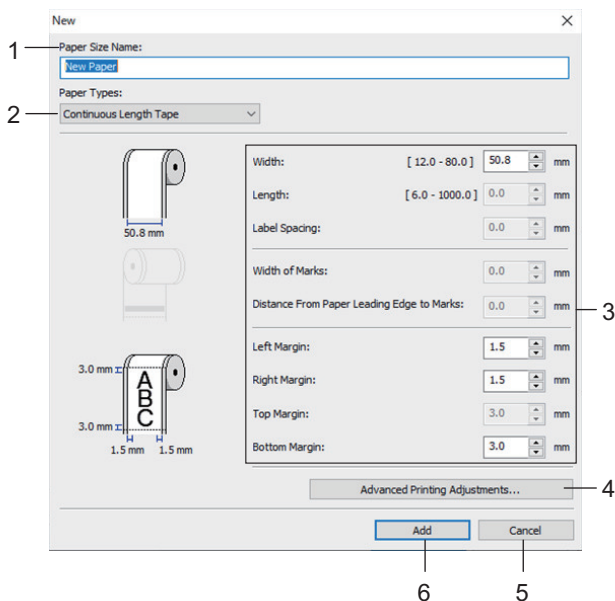 New
1
Paper Size Name:
New Paper
Paper Types:
2
Continuous Length Tape
50.8 mm
Width: [ 12.0 - 80.0 ] 50.8 mm
Length: [ 6.0 - 1000.0 ] 0.0 mm
Label Spacing: 0.0 mm
Width of Marks: 0.0 mm
Distance From Paper Leading Edge to Marks: 0.0 mm
3
Left Margin: 1.5 mm
Right Margin: 1.5 mm
Top Margin: 3.0 mm
Bottom Margin: 3.0 mm
3.0 mm
A
B
C
3.0 mm
1.5 mm 1.5 mm
Advanced Printing Adjustments...
4
Add Cancel
6 5